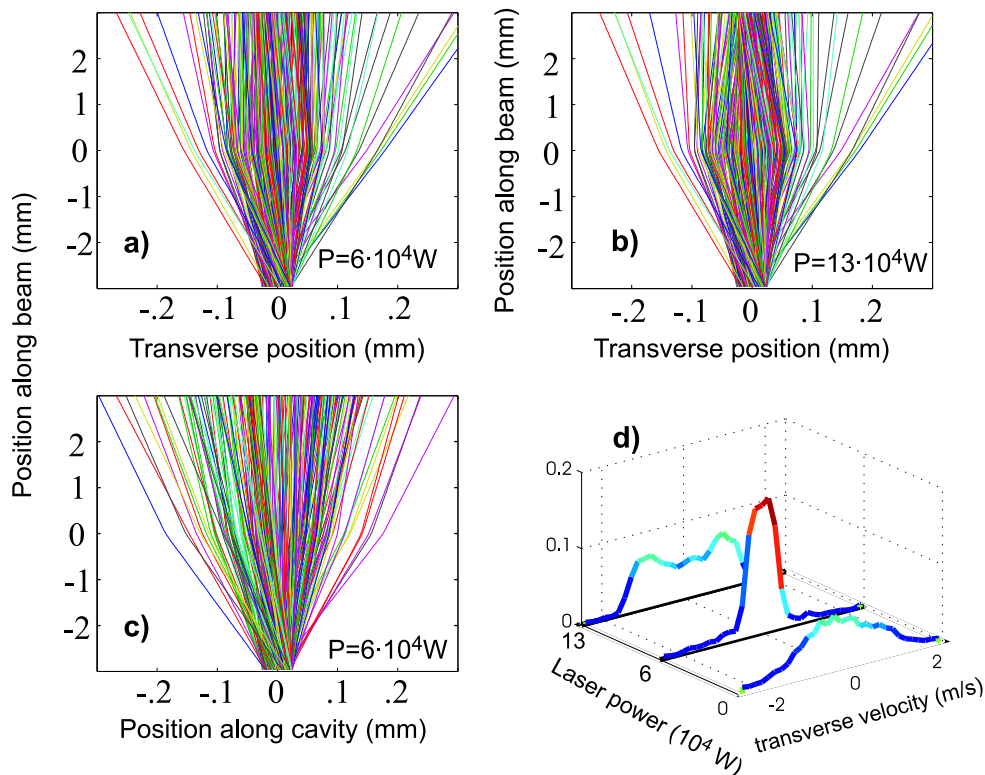 Position along beam (mm)
2
1
0
-1
-2
a)
P=6·10⁴W
-.2 -.1 0 .1 .2
Transverse position (mm)
Position along beam (mm)
2
1
0
-1
-2
b)
P=13·10⁴W
-.2 -.1 0 .1 .2
Transverse position (mm)
2
1
0
-1
-2
c)
P=6·10⁴W
-.2 -.1 0 .1 .2
Position along cavity (mm)
d)
0.2
0.1
0
13
6
0
Laser power (10⁴ W)
-2
0
2
transverse velocity (m/s)